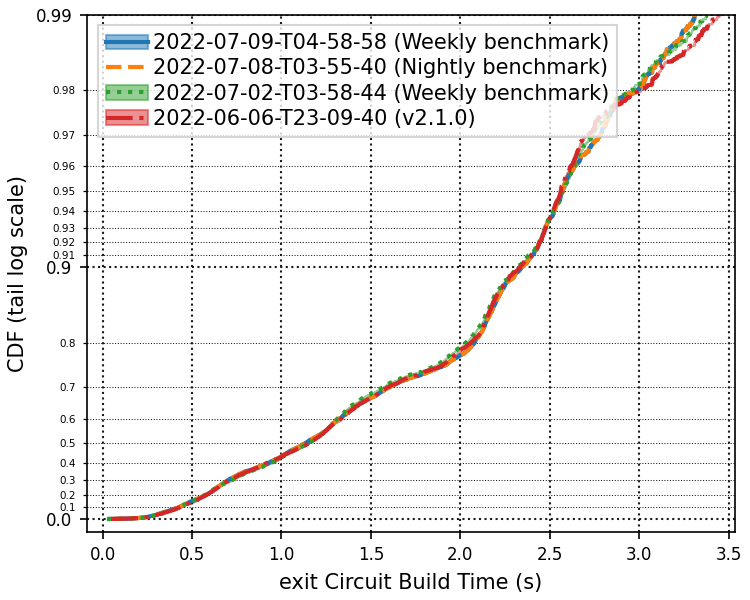 0.99
2022-07-09-T04-58-58 (Weekly benchmark)
2022-07-08-T03-55-40 (Nightly benchmark)
2022-07-02-T03-58-44 (Weekly benchmark)
2022-06-06-T23-09-40 (v2.1.0)
0.98
0.97
0.96
0.95
0.94
0.93
0.92
0.91
0.9
0.8
0.7
0.6
0.5
0.4
0.3
0.2
0.1
0.0
CDF (tail log scale)
0.0 0.5 1.0 1.5 2.0 2.5 3.0 3.5
exit Circuit Build Time (s)